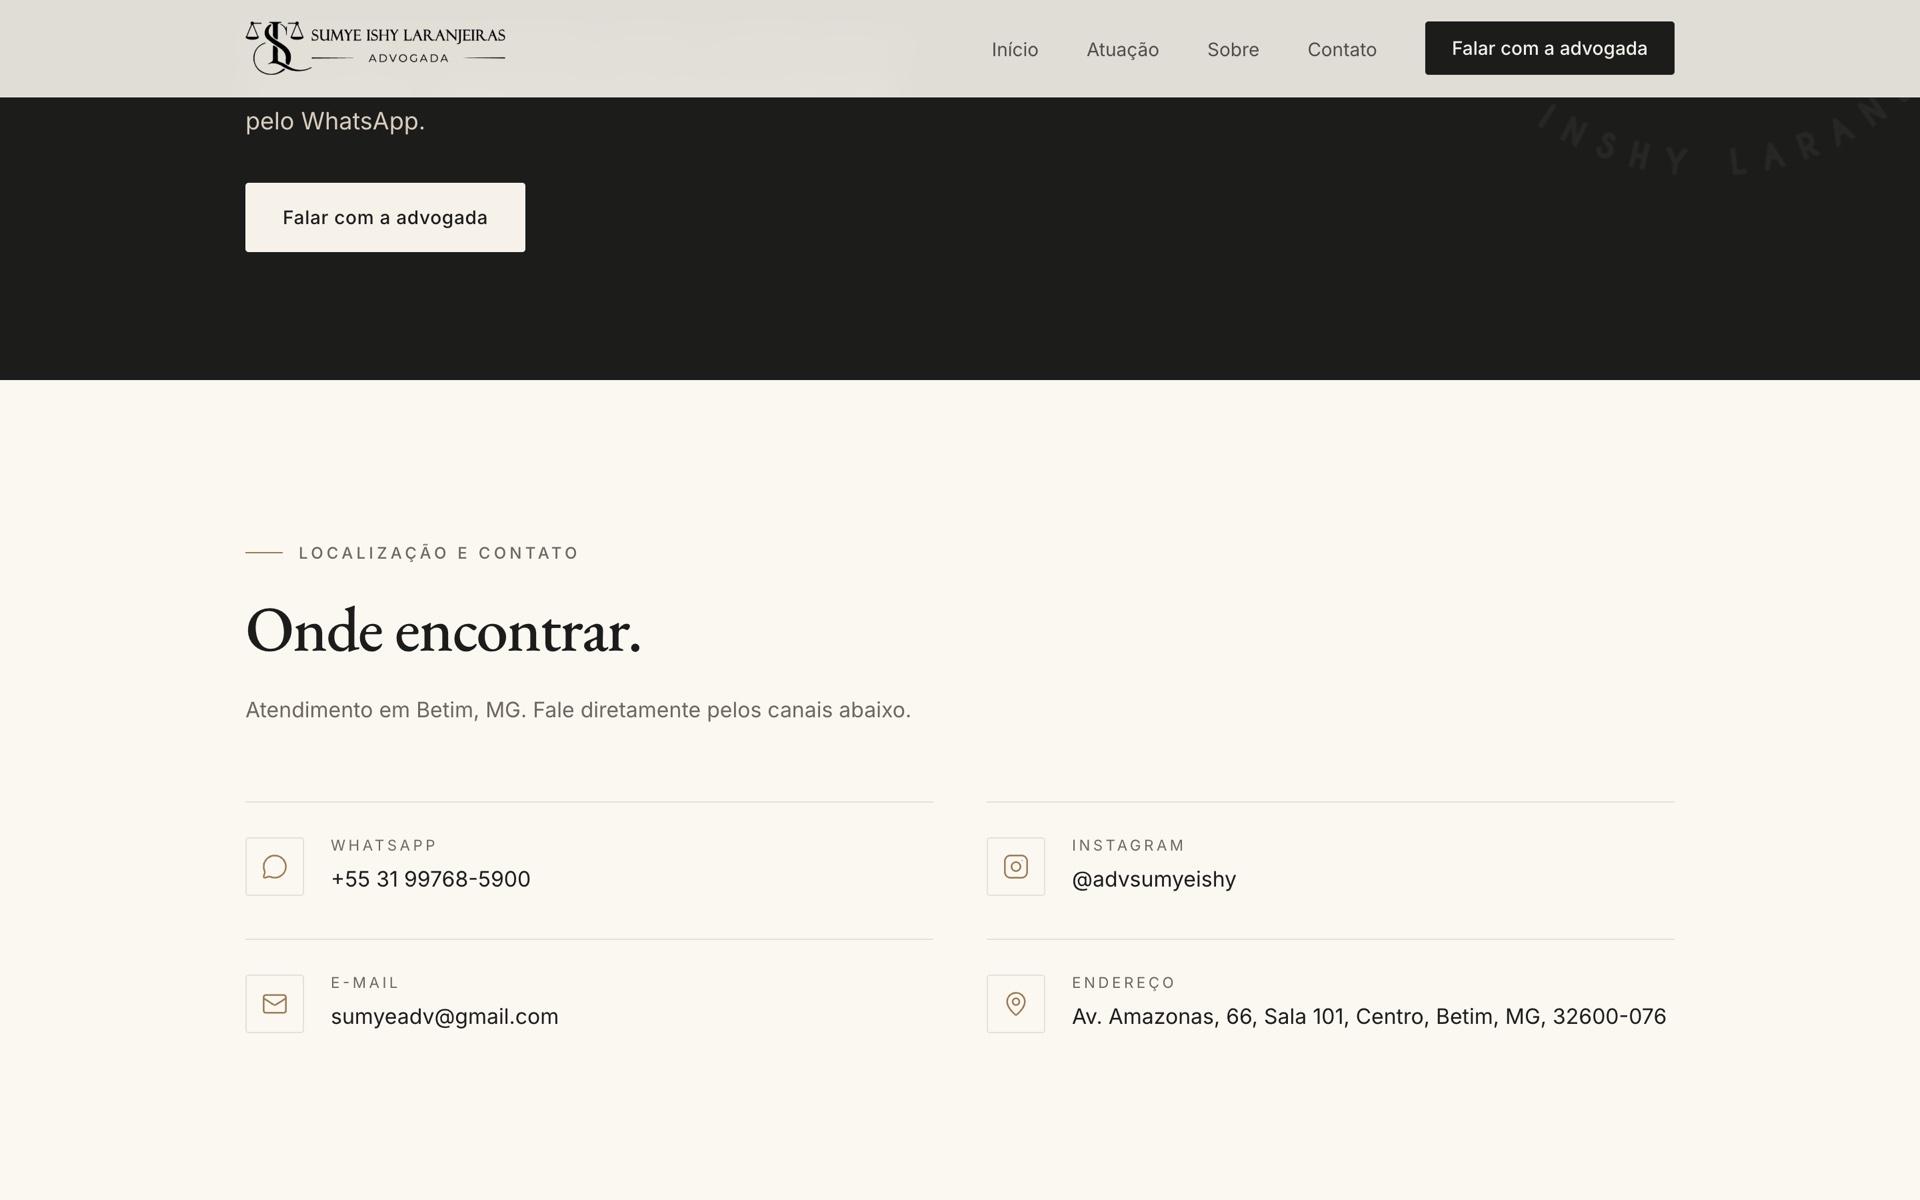 SUMYE ISHY LARANJEIRAS
ADVOGADA
Início
Atuação
Sobre
Contato
Falar com a advogada
pelo WhatsApp.
INSHY LARAN
Falar com a advogada
LOCALIZAÇÃO E CONTATO
Onde encontrar.
Atendimento em Betim, MG. Fale diretamente pelos canais abaixo.
WHATSAPP
+55 31 99768-5900
INSTAGRAM
@advsumyeishy
E-MAIL
sumyeadv@gmail.com
ENDEREÇO
Av. Amazonas, 66, Sala 101, Centro, Betim, MG, 32600-076